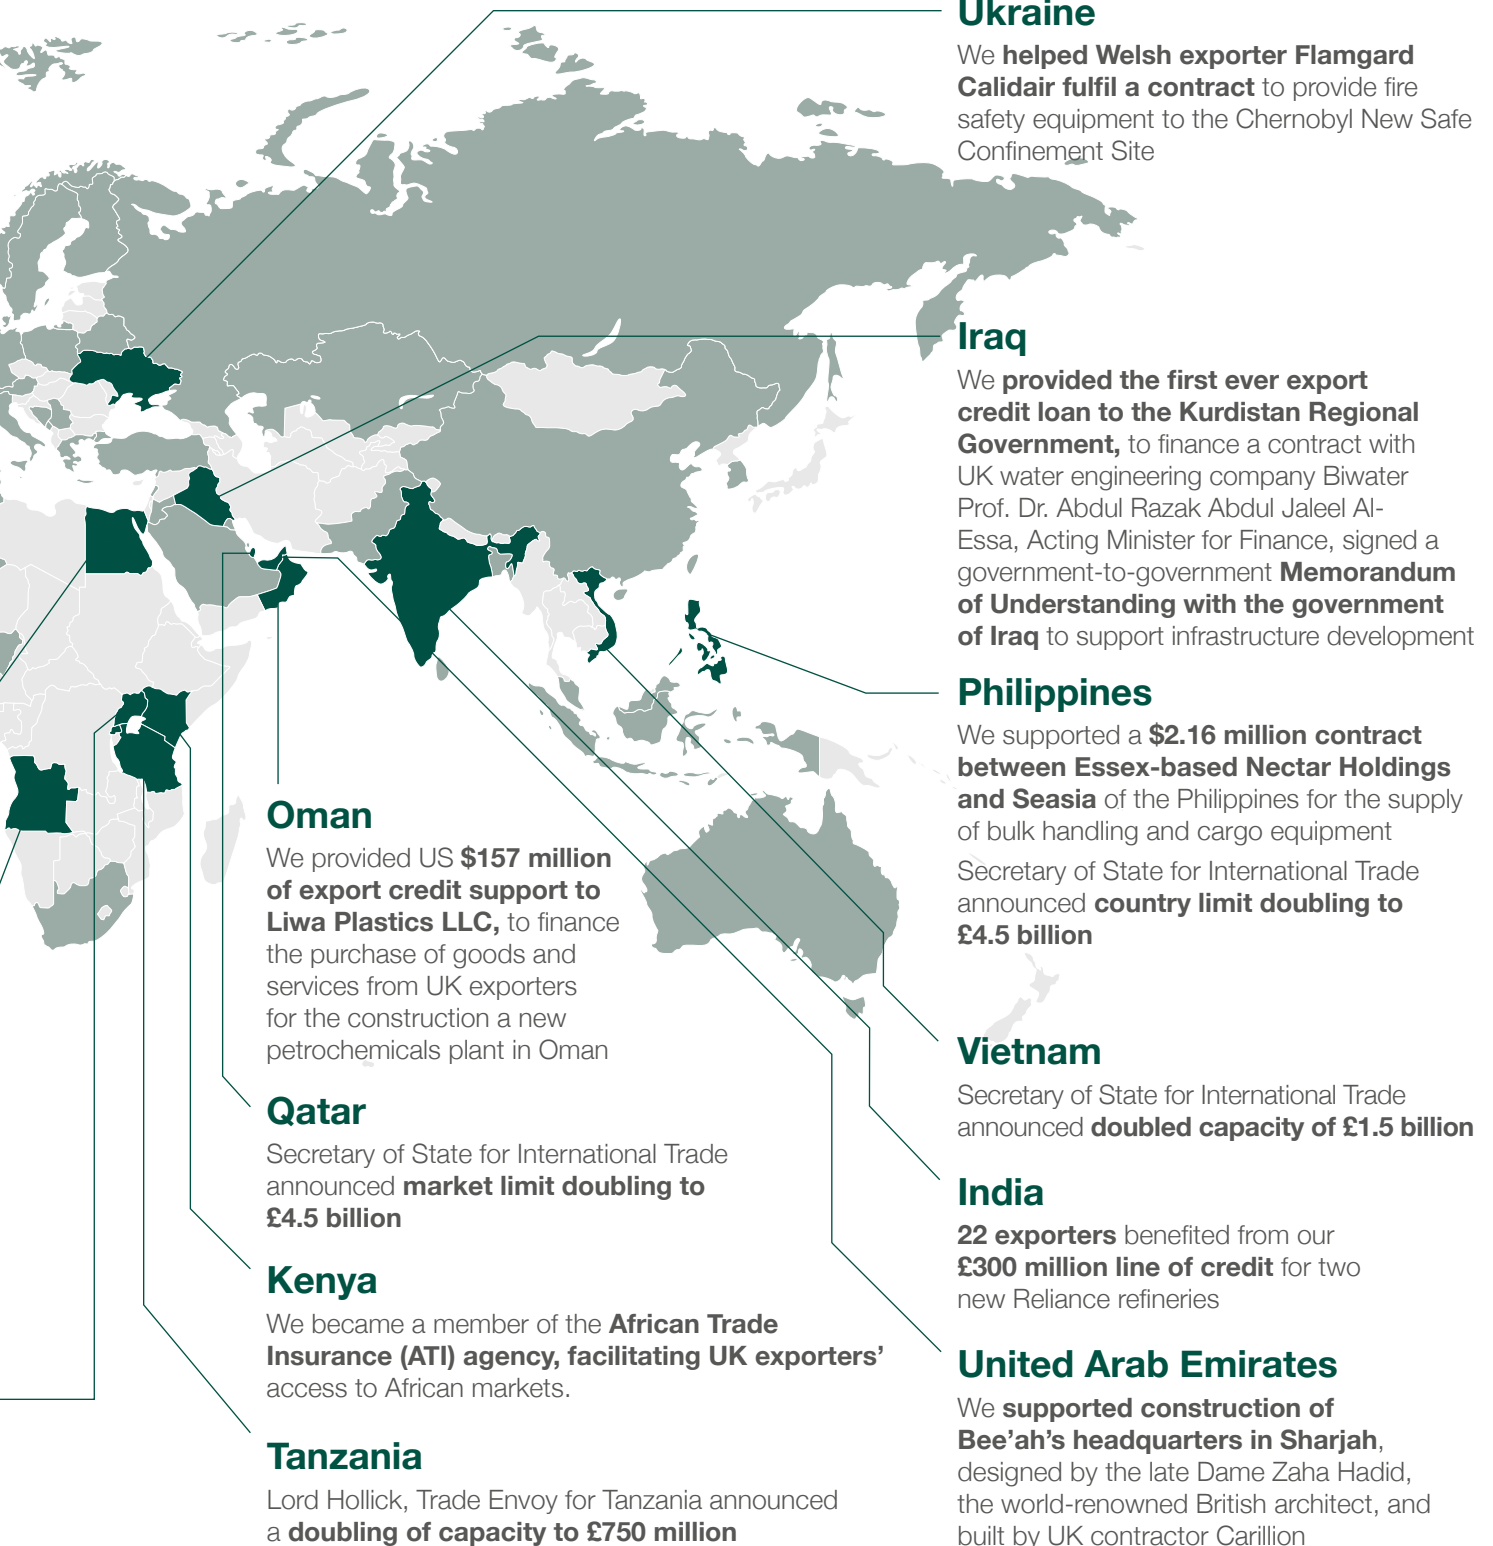 Ukraine
We helped Welsh exporter Flamgard
Calidair fulfil a contract to provide fire
safety equipment to the Chernobyl New Safe
Confinement Site
Iraq
We provided the first ever export
credit loan to the Kurdistan Regional
Government, to finance a contract with
UK water engineering company Biwater
Prof. Dr. Abdul Razak Abdul Jaleel Al-
Essa, Acting Minister for Finance, signed a
government-to-government Memorandum
of Understanding with the government
of Iraq to support infrastructure development
Philippines
We supported a $2.16 million contract
between Essex-based Nectar Holdings
and Seasia of the Philippines for the supply
of bulk handling and cargo equipment
Secretary of State for International Trade
announced country limit doubling to
£4.5 billion
Oman
We provided US $157 million
of export credit support to
Liwa Plastics LLC, to finance
the purchase of goods and
services from UK exporters
for the construction a new
petrochemicals plant in Oman
Qatar
Secretary of State for International Trade
announced market limit doubling to
£4.5 billion
Kenya
We became a member of the African Trade
Insurance (ATI) agency, facilitating UK exporters'
access to African markets.
Tanzania
Lord Hollick, Trade Envoy for Tanzania announced
a doubling of capacity to £750 million
Vietnam
Secretary of State for International Trade
announced doubled capacity of £1.5 billion
India
22 exporters benefited from our
£300 million line of credit for two
new Reliance refineries
United Arab Emirates
We supported construction of
Bee'ah's headquarters in Sharjah,
designed by the late Dame Zaha Hadid,
the world-renowned British architect, and
built by UK contractor Carillion